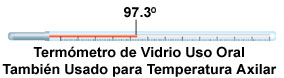 97.3º
Termómetro de Vidrio Uso Oral
También Usado para Temperatura Axilar